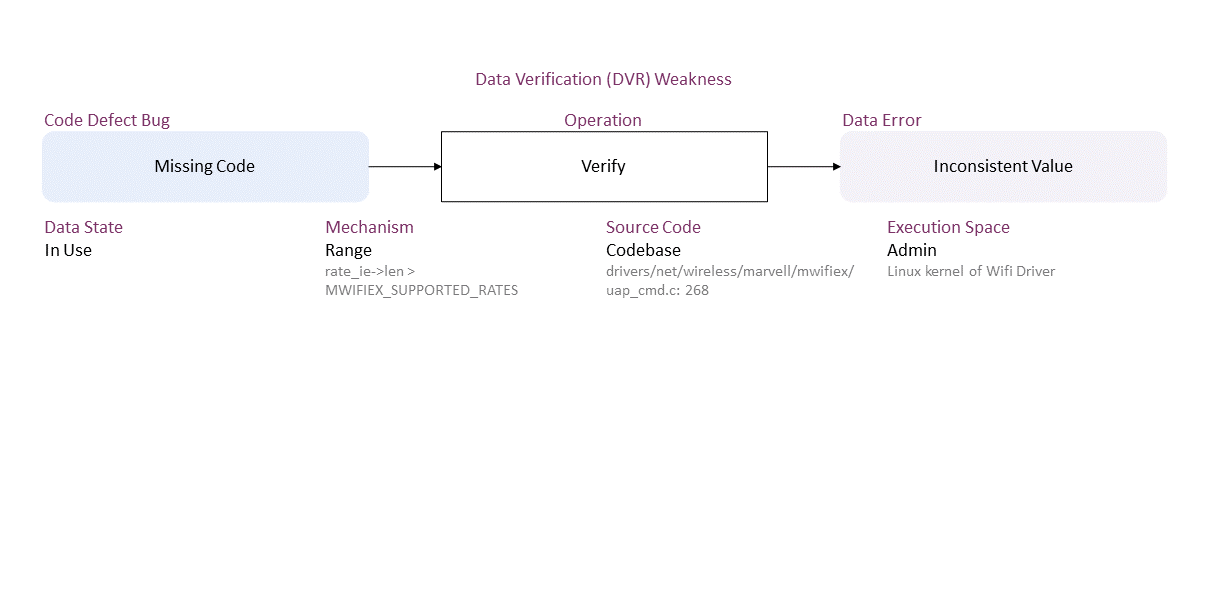 Data Verification (DVR) Weakness
Code Defect Bug
Operation
Data Error
Missing Code
Verify
Inconsistent Value
Data State
In Use
Mechanism
Range
rate_ie->len >
MWIFIEX_SUPPORTED_RATES
Source Code
Codebase
drivers/net/wireless/marvell/mwifiex/
uap_cmd.c: 268
Execution Space
Admin
Linux kernel of Wifi Driver